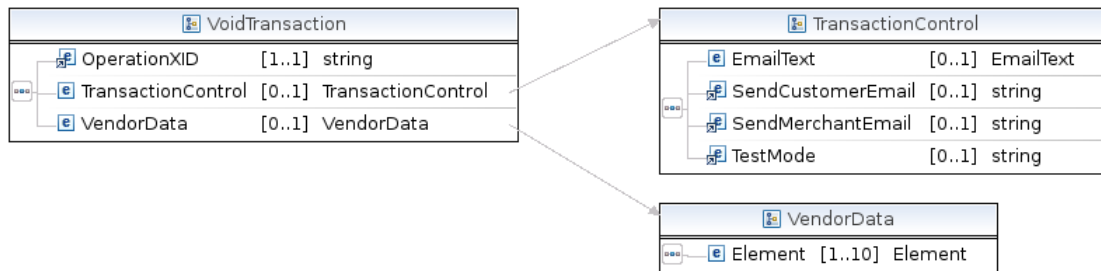 VoidTransaction
OperationXID [1..1] string
TransactionControl [0..1] TransactionControl
VendorData [0..1] VendorData
TransactionControl
EmailText [0..1] EmailText
SendCustomerEmail [0..1] string
SendMerchantEmail [0..1] string
TestMode [0..1] string
VendorData
Element [1..10] Element